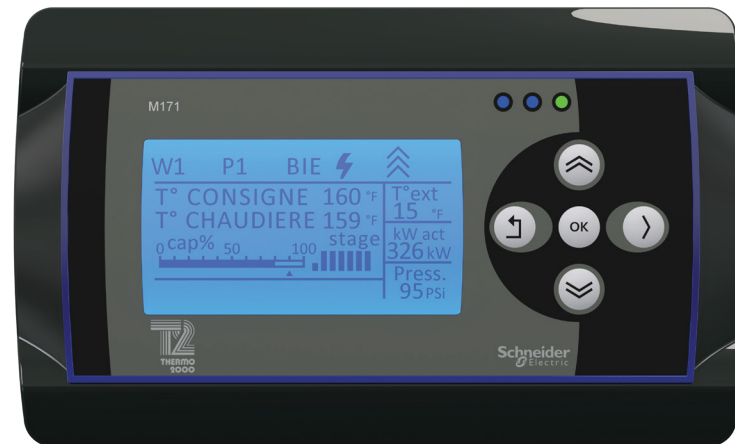 M171
W1 P1 BIE
T° CONSIGNE 160 °F
T° CHAUDIERE 159 °F
T°ext
15 °F
0 cap% 50 100 stage
kW act
326 kW
Press.
95 PSi
OK
T2
THERMO
2000
Schneider
Electric